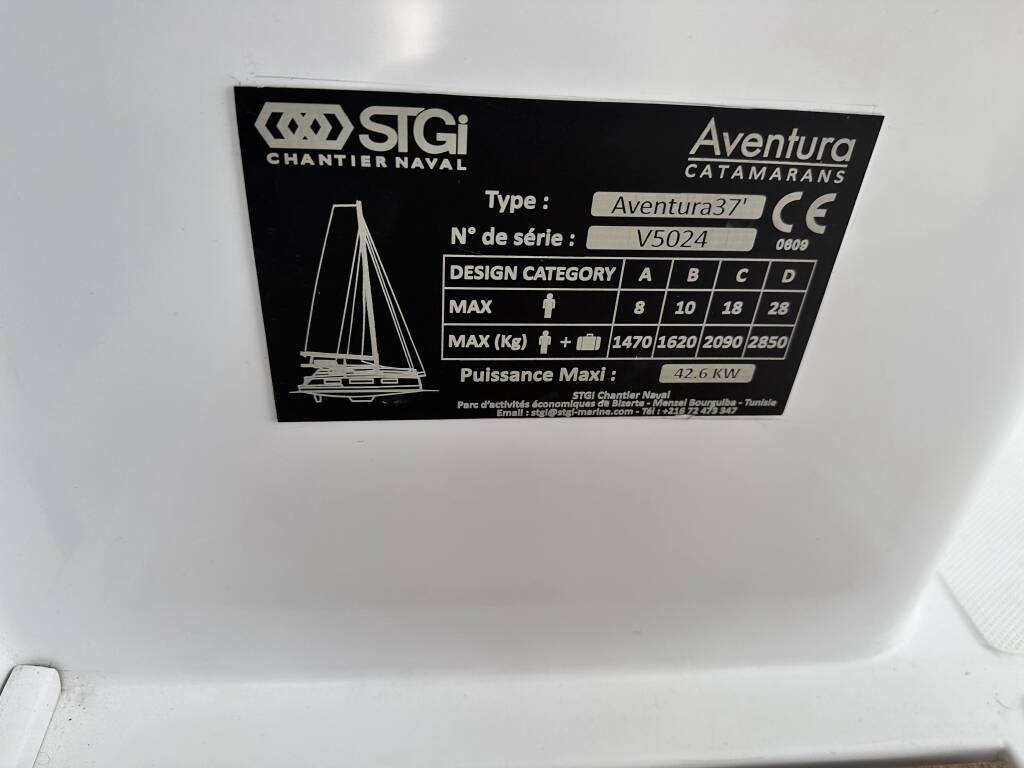 STGi
CHANTIER NAVAL
Aventura
CATAMARANS
Type : Aventura37'
CE
N° de série : V5024
0609
DESIGN CATEGORY A B C D
MAX 8 10 18 28
MAX (Kg) + 1470 1620 2090 2850
Puissance Maxi : 42.6 KW
STGI Chantier Naval
Parc d'activités économiques de Bizerte - Menzel Bourguiba - Tunisie
Email : stgi@stgi-marine.com - Tél : +216 72 473 347